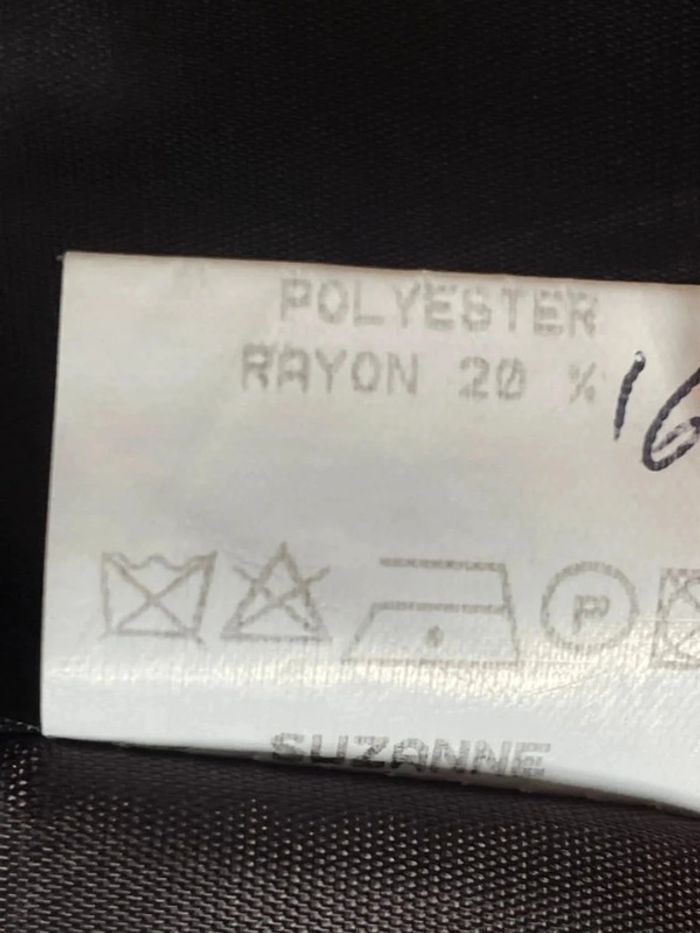 POLYESTER
RAYON 20 %
16
P
SUZANNE